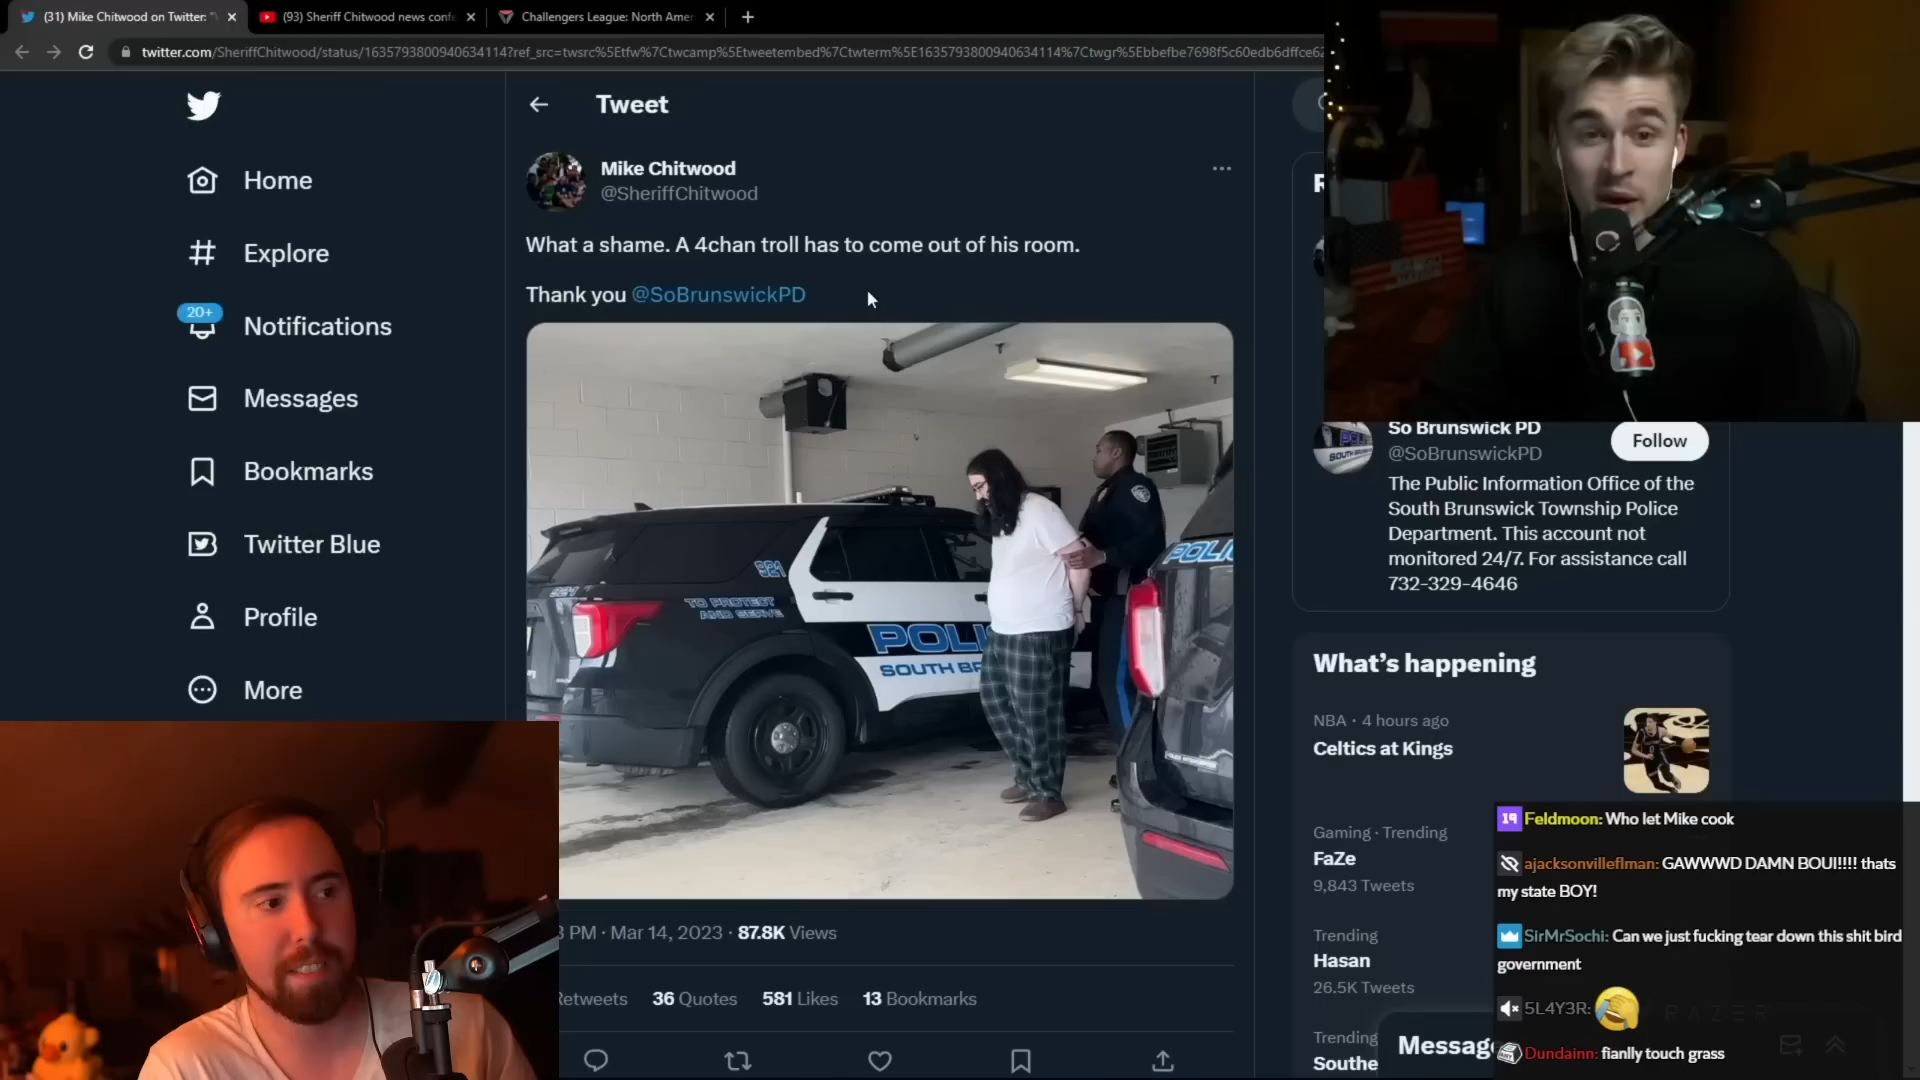 (31) Mike Chitwood on Twitter: "
(93) Sheriff Chitwood news conf
Challengers League: North Amer
twitter.com/SheriffChitwood/status/1635793800940634114?ref_src=twsrc%5Etfw%7Ctwcamp%5Etweetembed%7Ctwterm%5E1635793800940634114%7Ctwgr%5Ebbefbe7698f5c60edb6dffce62
Home
Explore
20+
Notifications
Messages
Bookmarks
Twitter Blue
Profile
More
Tweet
Mike Chitwood
@SheriffChitwood
What a shame. A 4chan troll has to come out of his room.
Thank you @SoBrunswickPD
921
TO PROTECT
AND SERVE
POLI
SOUTH BR
POLIC
PM · Mar 14, 2023 · 87.8K Views
Retweets 36 Quotes 581 Likes 13 Bookmarks
So Brunswick PD
@SoBrunswickPD
Follow
The Public Information Office of the
South Brunswick Township Police
Department. This account not
monitored 24/7. For assistance call
732-329-4646
What's happening
NBA · 4 hours ago
Celtics at Kings
Gaming · Trending
FaZe
9,843 Tweets
Trending
Hasan
26.5K Tweets
Trending
Southe
Message
Feldmoon: Who let Mike cook
ajacksonvilleflman: GAWWWD DAMN BOUI!!!! thats
my state BOY!
SirMrSochi: Can we just fucking tear down this shit bird
government
5L4Y3R:
RAZER
Dundainn: fianlly touch grass